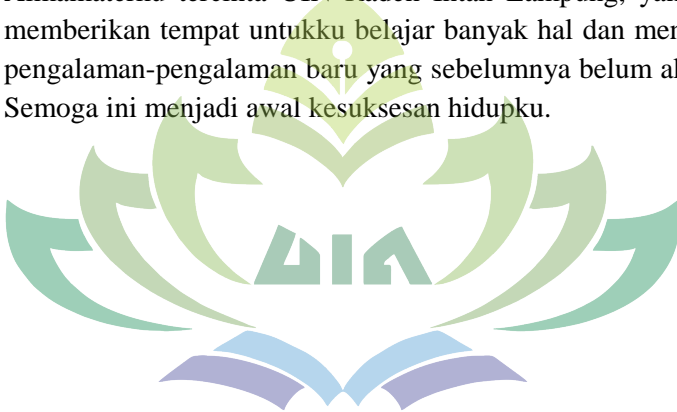 memberikan tempat untukku belajar banyak hal dan
pengalaman-pengalaman baru yang sebelumnya belum
Semoga ini menjadi awal kesuksesan hidupku.
UIN